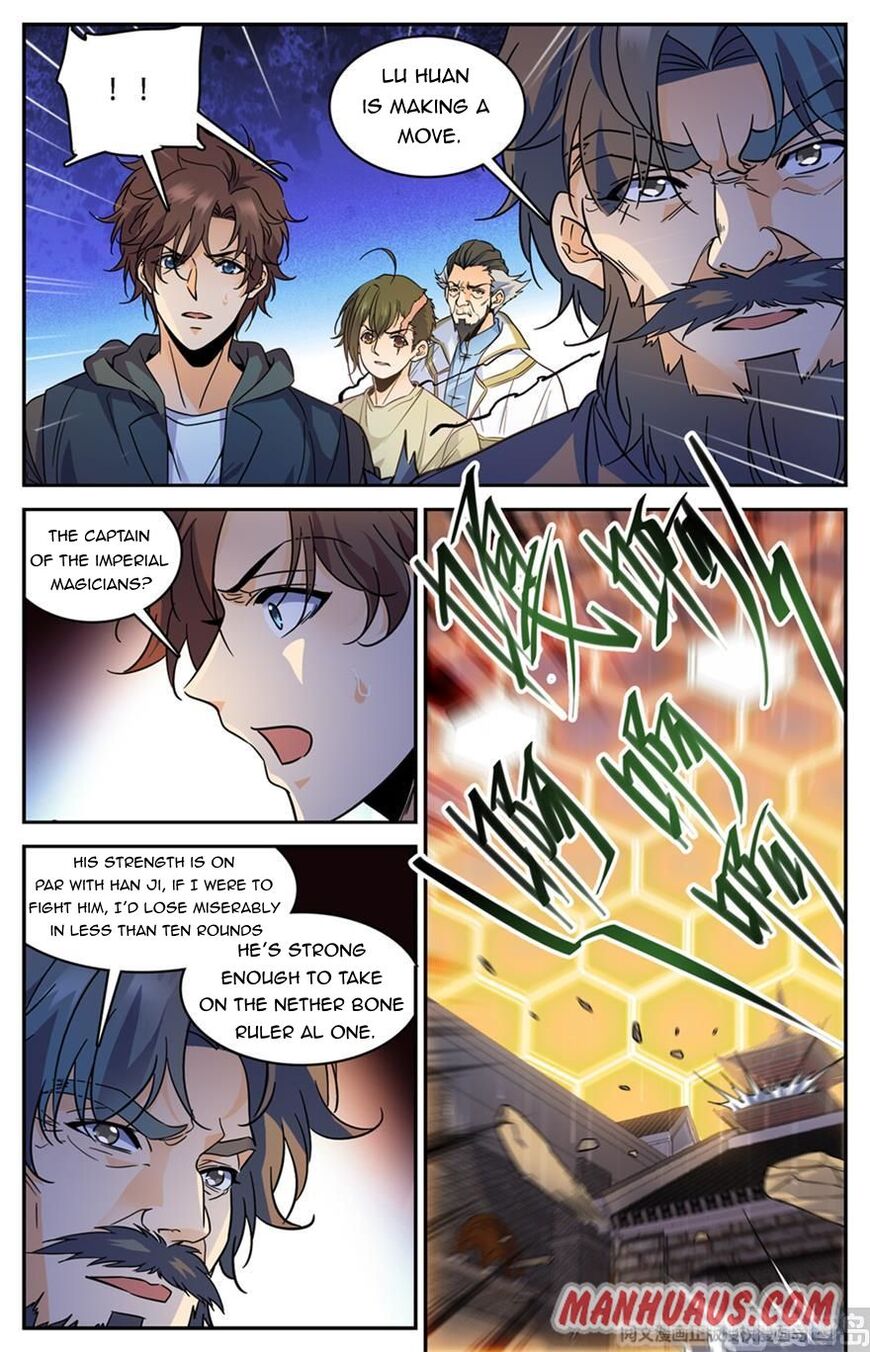 ！！
LU HUAN
IS MAKING A
MOVE.
THE CAPTAIN
OF THE IMPERIAL
MAGICIANS?
HIS STRENGTH IS ON
PAR WITH HAN JI, IF I WERE TO
FIGHT HIM, I'D LOSE MISERABLY
IN LESS THAN TEN ROUNDS
HE'S STRONG
ENOUGH TO TAKE
ON THE NETHER BONE
RULER AL ONE.
MANHUAUS.COM